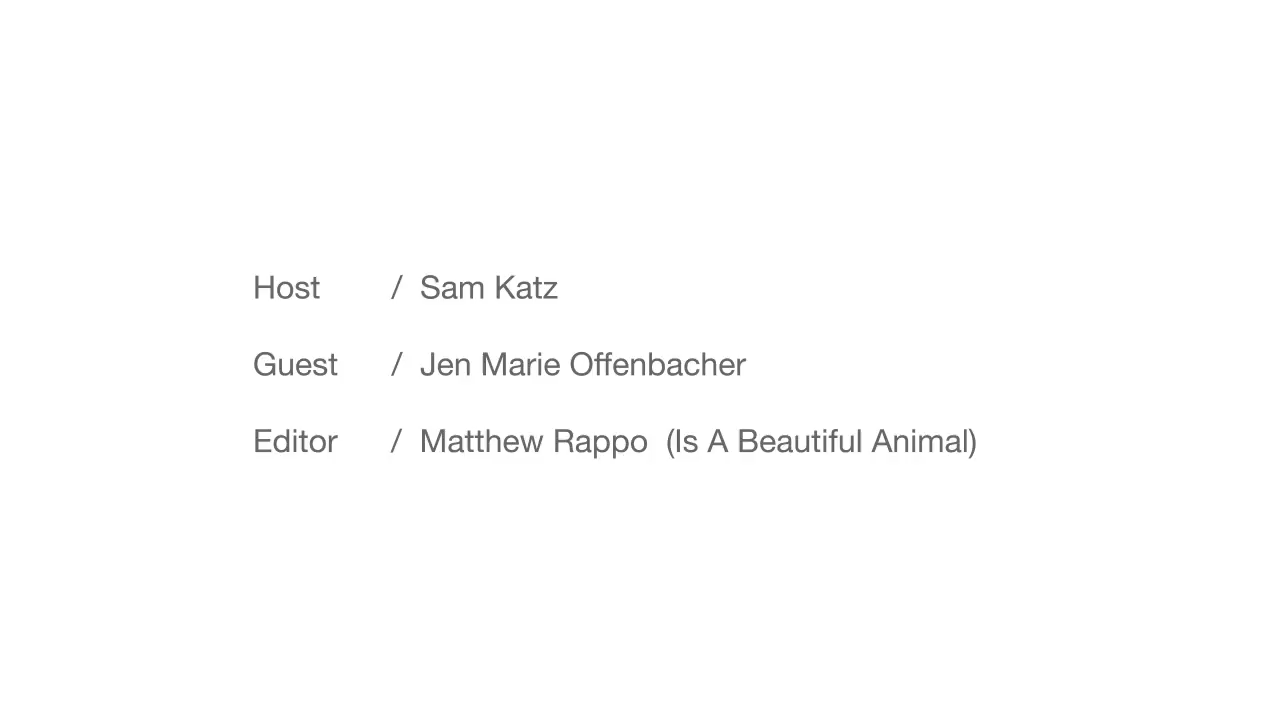 Host / Sam Katz
Guest / Jen Marie Offenbacher
Editor / Matthew Rappo (Is A Beautiful Animal)